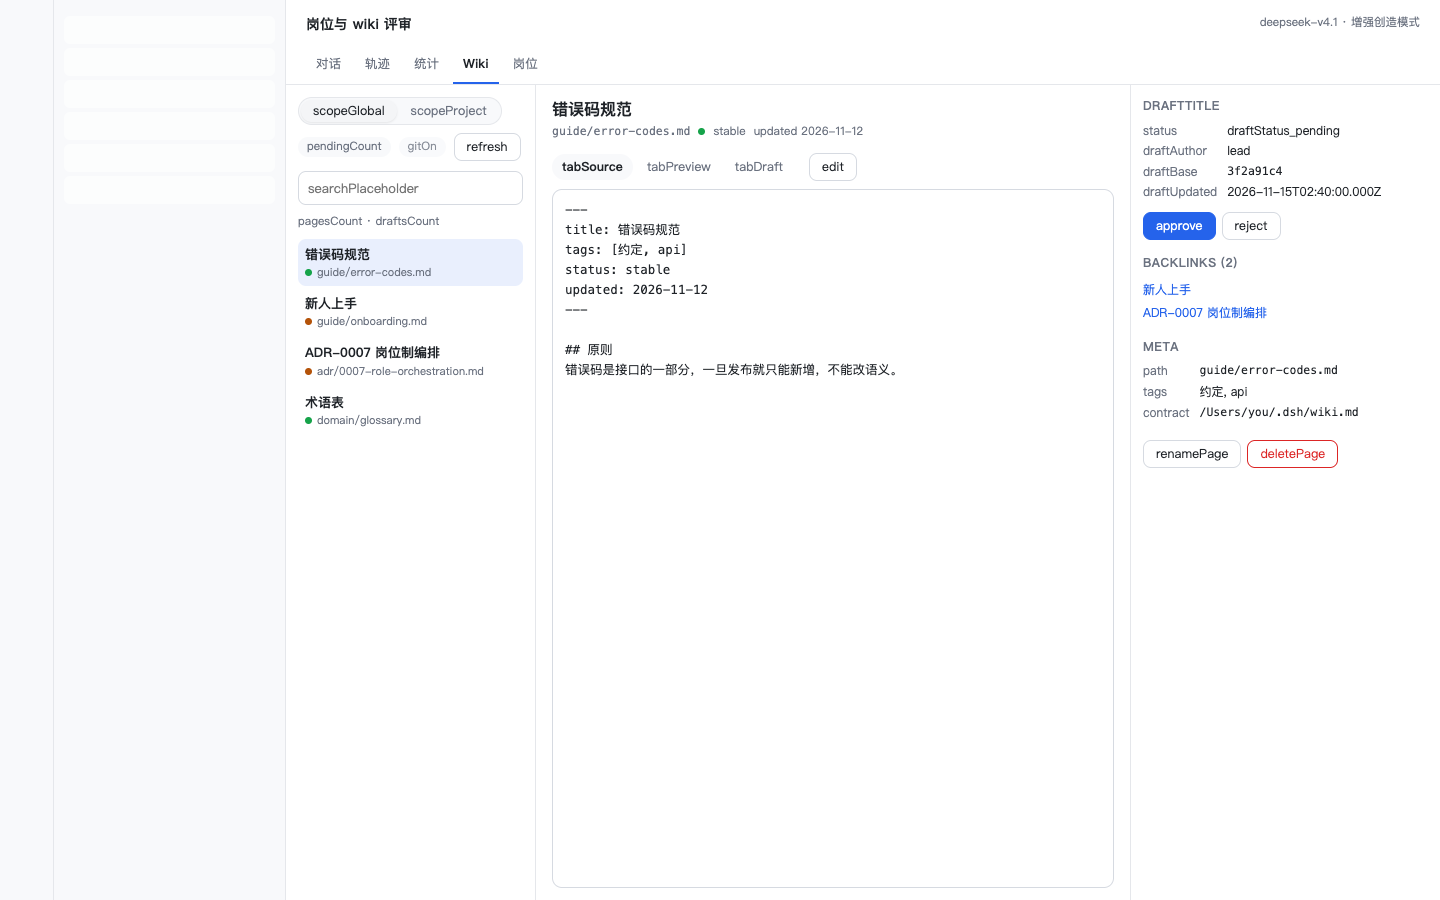 岗位与 wiki 评审
deepseek-v4.1 · 增强创造模式
对话 轨迹 统计 Wiki 岗位
scopeGlobal scopeProject
pendingCount gitOn refresh
searchPlaceholder
pagesCount · draftsCount
错误码规范
guide/error-codes.md
新人上手
guide/onboarding.md
ADR-0007 岗位制编排
adr/0007-role-orchestration.md
术语表
domain/glossary.md
错误码规范
guide/error-codes.md stable updated 2026-11-12
tabSource tabPreview tabDraft edit
---
title: 错误码规范
tags: [约定, api]
status: stable
updated: 2026-11-12
---
## 原则
错误码是接口的一部分，一旦发布就只能新增，不能改语义。
DRAFTTITLE
status draftStatus_pending
draftAuthor lead
draftBase 3f2a91c4
draftUpdated 2026-11-15T02:40:00.000Z
approve reject
BACKLINKS (2)
新人上手
ADR-0007 岗位制编排
META
path guide/error-codes.md
tags 约定, api
contract /Users/you/.dsh/wiki.md
renamePage deletePage